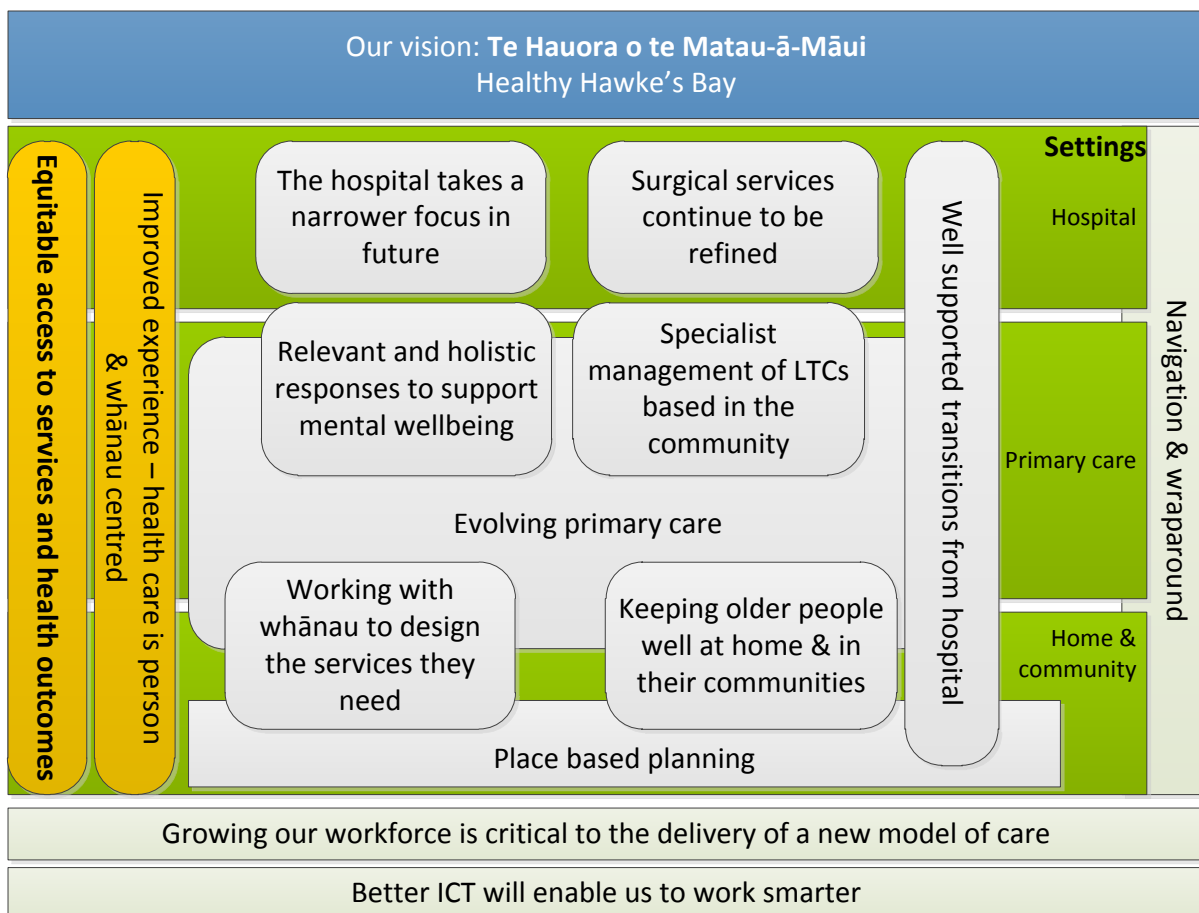 Our vision: Te Hauora o te Matau-ā-Māui
Healthy Hawke's Bay
Equitable access to services and health outcomes
Improved experience – health care is person
& whānau centred
The hospital takes a
narrower focus in
future
Surgical services
continue to be
refined
Well supported transitions from hospital
Settings
Hospital
Navigation & wraparound
Relevant and holistic
responses to support
mental wellbeing
Specialist
management of LTCs
based in the
community
Primary care
Evolving primary care
Working with
whānau to design
the services they
need
Keeping older people
well at home & in
their communities
Home &
community
Place based planning
Growing our workforce is critical to the delivery of a new model of care
Better ICT will enable us to work smarter